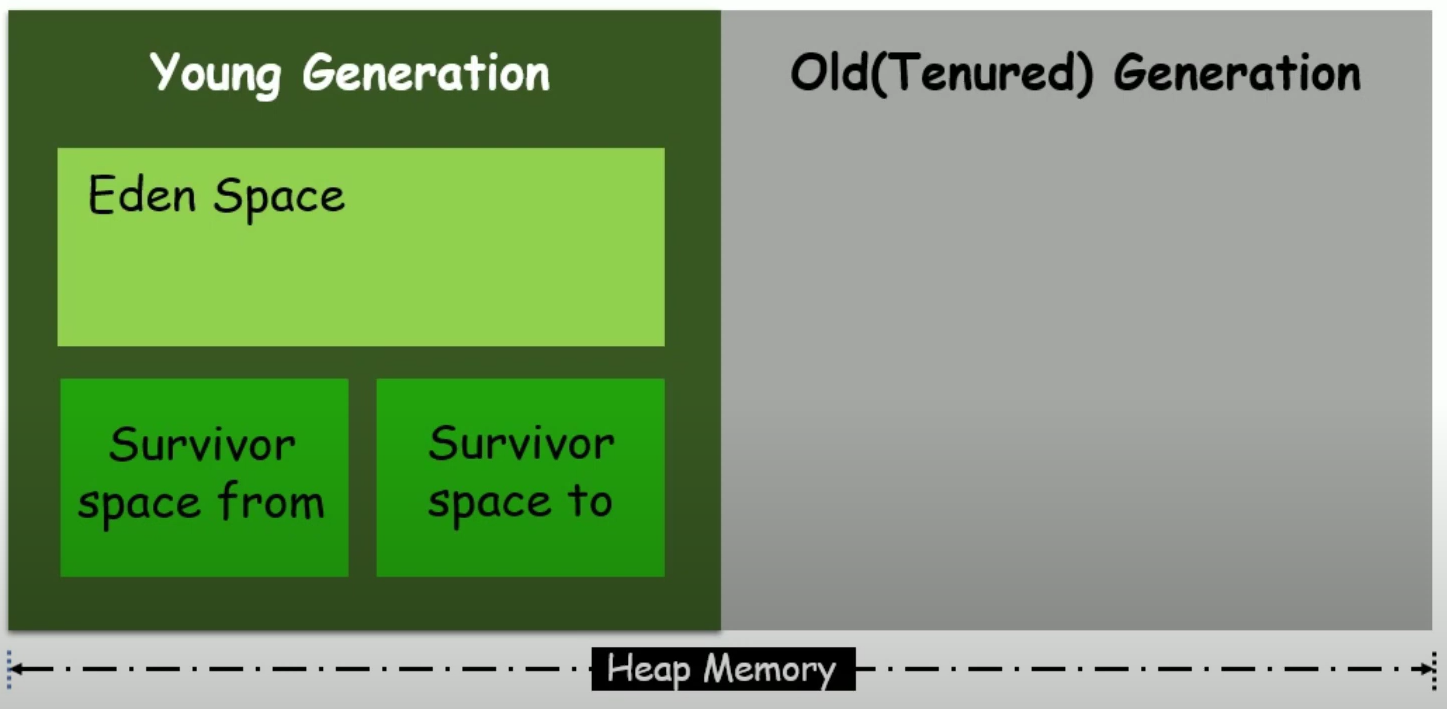 Young Generation
Old(Tenured) Generation
Eden Space
Survivor
space from
Survivor
space to
Heap Memory